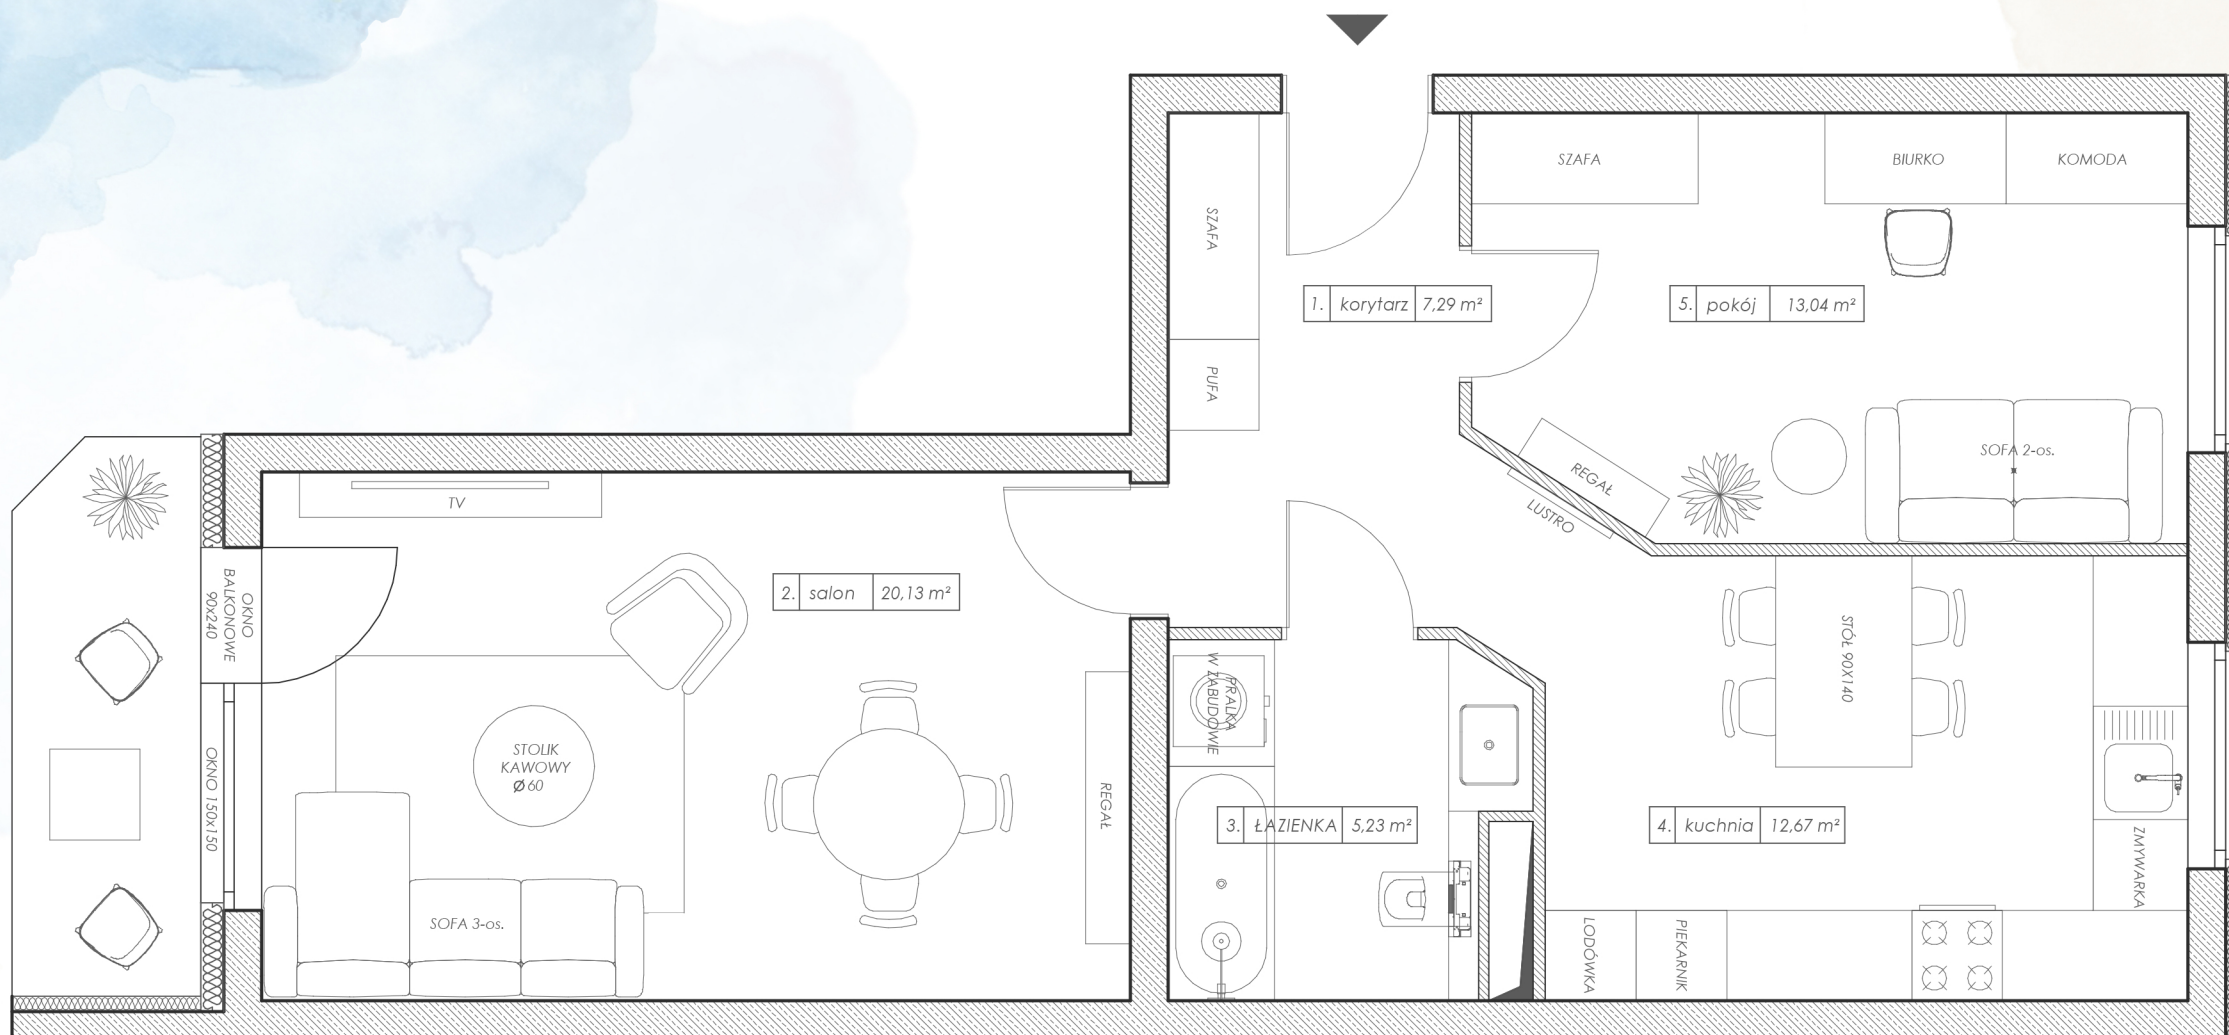 SZAFA
BIURKO
KOMODA
SZAFA
1. korytarz 7,29 m²
5. pokój 13,04 m²
PUFA
SOFA 2-os.
REGAŁ
LUSTRO
TV
OKNO
BALKONOWE
90x240
2. salon 20,13 m²
STÓŁ 90X140
PRALKA
W ZABUDOWIE
STOLIK
KAWOWY
Ø 60
OKNO 150x150
REGAŁ
3. ŁAZIENKA 5,23 m²
4. kuchnia 12,67 m²
ZMYWARKA
SOFA 3-os.
LODÓWKA
PIEKARNIK